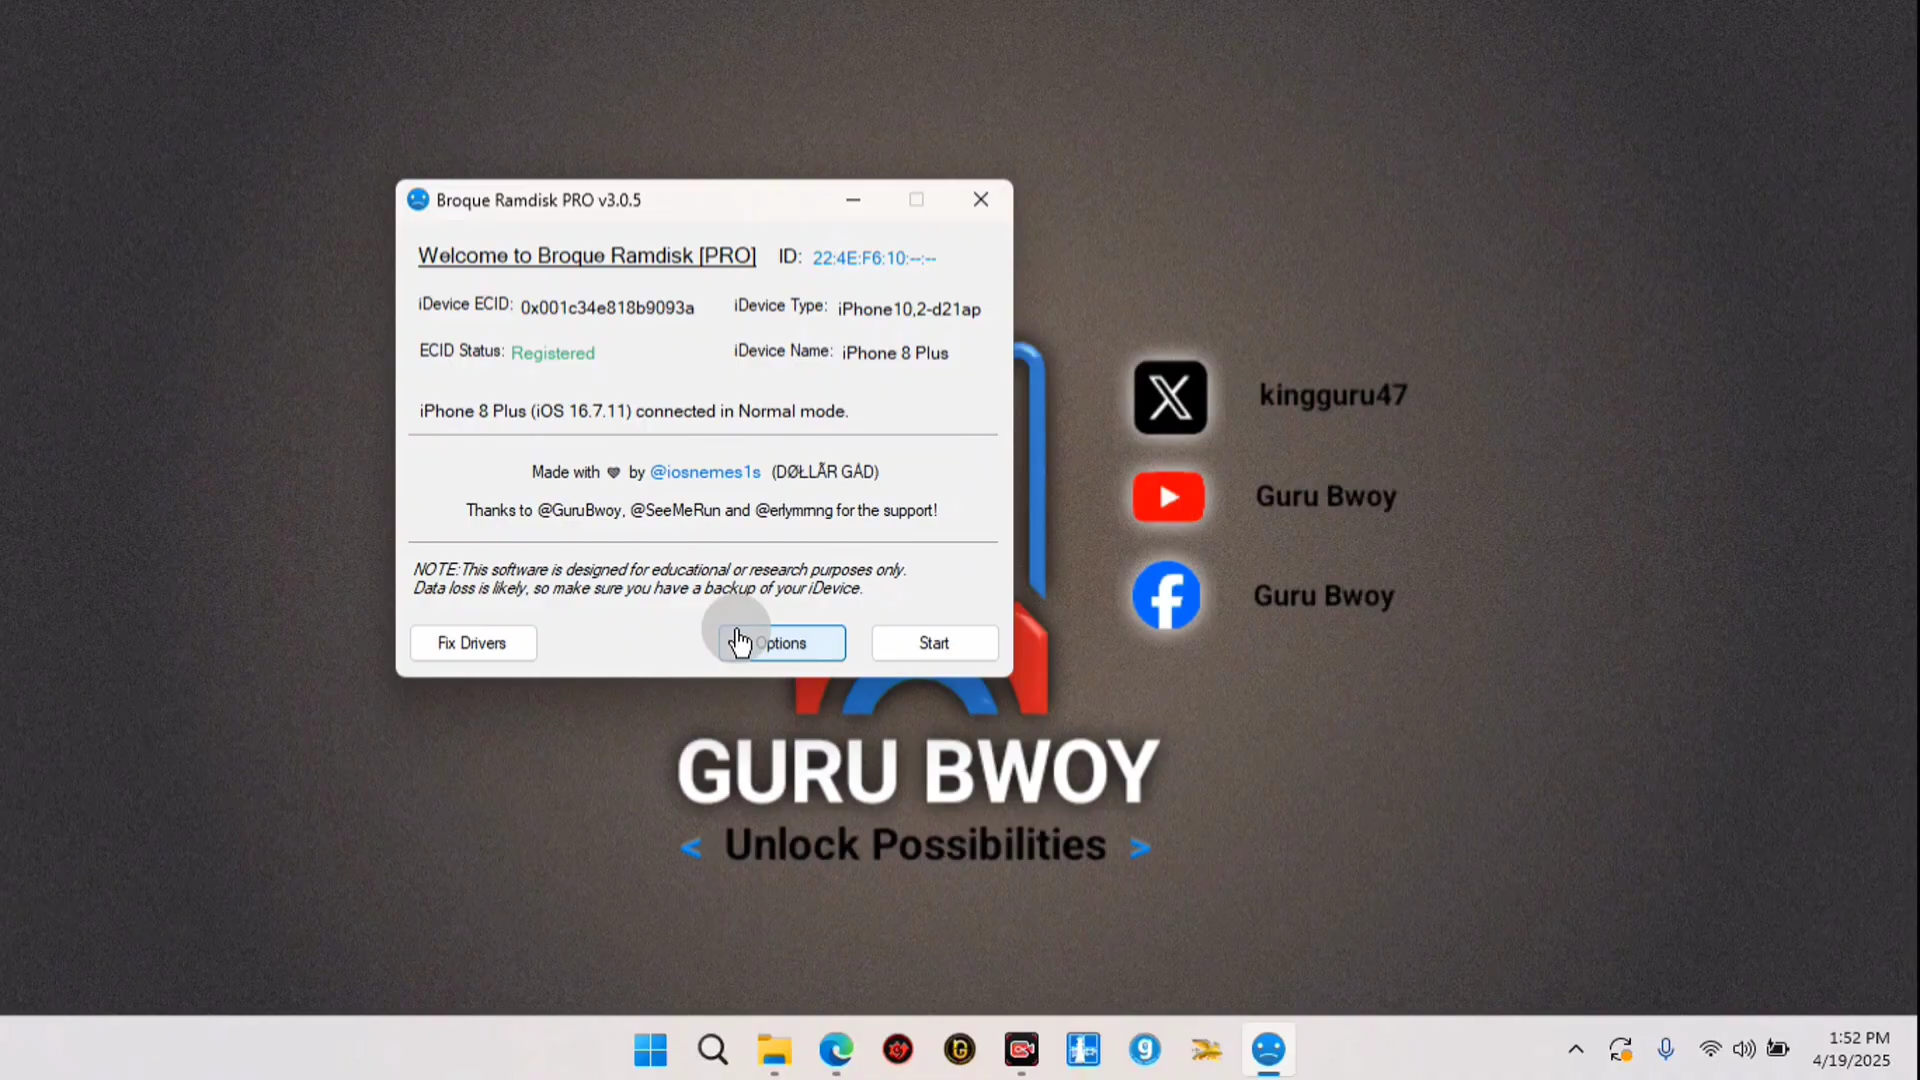 Broque Ramdisk PRO v3.0.5
Welcome to Broque Ramdisk [PRO] ID: 22:4E:F6:10:--:--
iDevice ECID: 0x001c34e818b9093a iDevice Type: iPhone10,2-d21ap
ECID Status: Registered iDevice Name: iPhone 8 Plus
iPhone 8 Plus (iOS 16.7.11) connected in Normal mode.
Made with ♥ by @iosnemes1s (DØŁLÃR GÅD)
Thanks to @GuruBwoy, @SeeMeRun and @erlymrnng for the support!
NOTE:This software is designed for educational or research purposes only.
Data loss is likely, so make sure you have a backup of your iDevice.
Fix Drivers Options Start
kingguru47
Guru Bwoy
Guru Bwoy
GURU BWOY
< Unlock Possibilities >
1:52 PM
4/19/2025